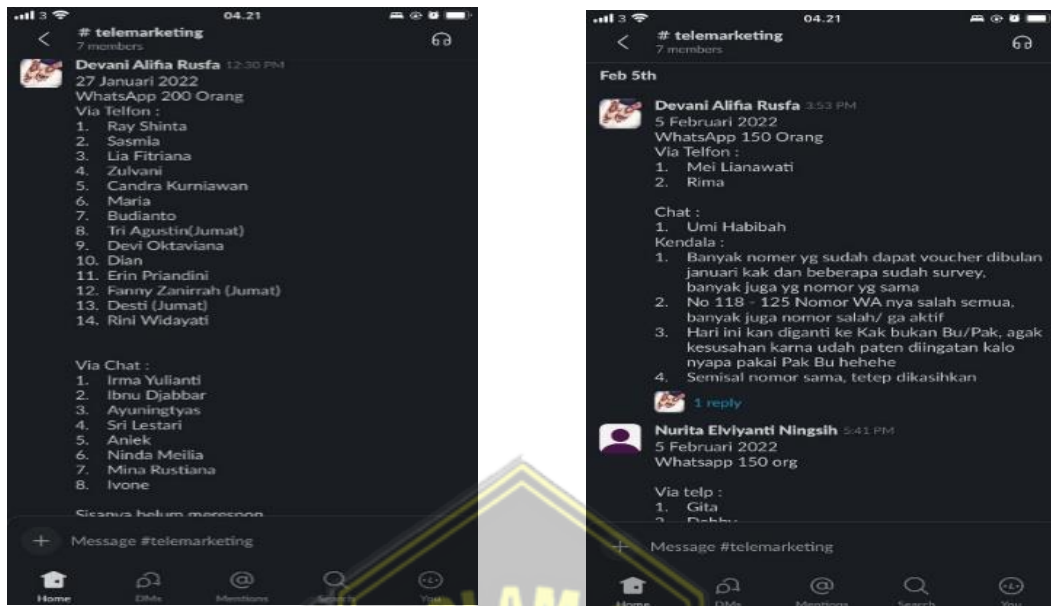 3
04.21
# telemarketing
7 members
Devani Alifia Rusfa 12:30 PM
27 Januari 2022
WhatsApp 200 Orang
Via Telfon :
1. Ray Shinta
2. Sasmia
3. Lia Fitriana
4. Zulvani
5. Candra Kurniawan
6. Maria
7. Budianto
8. Tri Agustin(Jumat)
9. Devi Oktaviana
10. Dian
11. Erin Priandini
12. Fanny Zanirrah (Jumat)
13. Desti (Jumat)
14. Rini Widayati
Via Chat :
1. Irma Yulianti
2. Ibnu Djabbar
3. Ayuningtyas
4. Sri Lestari
5. Aniek
6. Ninda Meilia
7. Mina Rustiana
8. Ivone
Sisanya belum merespon
Message #telemarketing
Home
DMs
Mentions
Search
You
3
04.21
# telemarketing
7 members
Feb 5th
Devani Alifia Rusfa 3:53 PM
5 Februari 2022
WhatsApp 150 Orang
Via Telfon :
1. Mei Lianawati
2. Rima
Chat :
1. Umi Habibah
Kendala :
1. Banyak nomer yg sudah dapat voucher dibulan
januari kak dan beberapa sudah survey,
banyak juga yg nomor yg sama
2. No 118 - 125 Nomor WA nya salah semua,
banyak juga nomor salah/ ga aktif
3. Hari ini kan diganti ke Kak bukan Bu/Pak, agak
kesusahan karna udah paten diingatan kalo
nyapa pakai Pak Bu hehehe
4. Semisal nomor sama, tetep dikasihkan
1 reply
Nurita Elviyanti Ningsih 5:41 PM
5 Februari 2022
Whatsapp 150 org
Via telp :
1. Gita
Message #telemarketing
Home
DMs
Mentions
Search
You